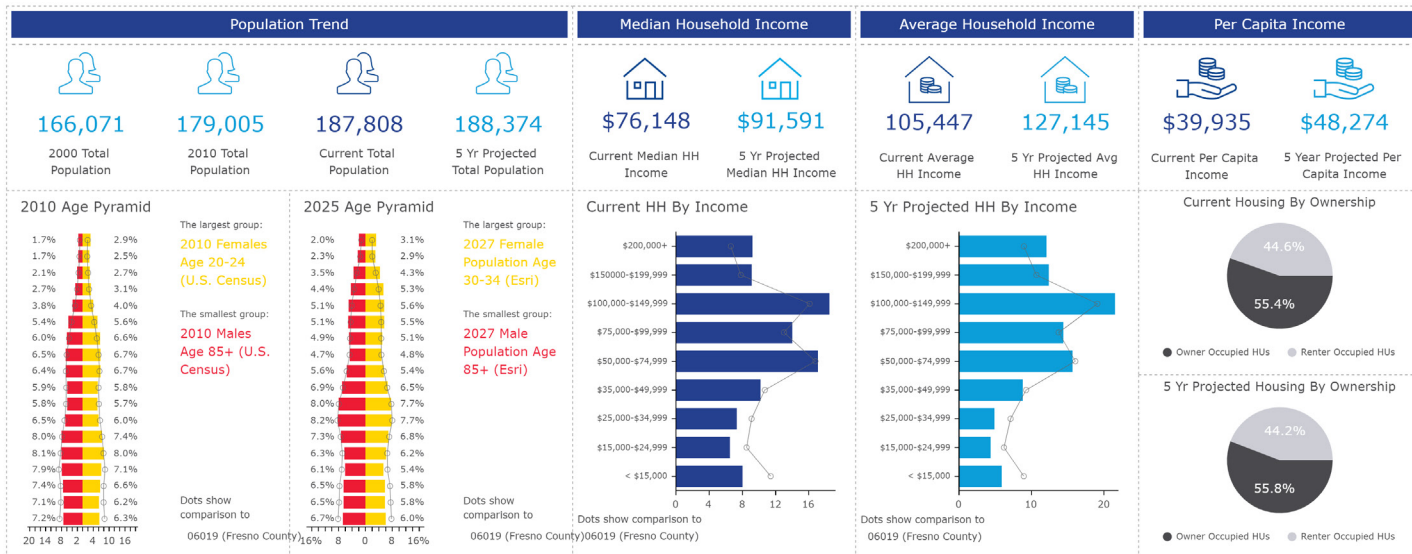 Population Trend
Median Household Income
Average Household Income
Per Capita Income
166,071
2000 Total
Population
179,005
2010 Total
Population
187,808
Current Total
Population
188,374
5 Yr Projected
Total Population
$76,148
Current Median HH
Income
$91,591
5 Yr Projected
Median HH Income
105,447
Current Average
HH Income
127,145
5 Yr Projected Avg
HH Income
$39,935
Current Per Capita
Income
$48,274
5 Year Projected Per
Capita Income
2010 Age Pyramid
1.7% 2.9%
1.7% 2.5%
2.1% 2.7%
2.7% 3.1%
3.8% 4.0%
5.4% 5.6%
6.0% 6.6%
6.5% 6.7%
6.4% 6.7%
5.9% 5.8%
5.8% 5.7%
6.5% 6.0%
8.0% 7.4%
8.1% 8.0%
7.9% 7.1%
7.4% 6.6%
7.1% 6.2%
7.2% 6.3%
20 16 12 8 4 0 4 8 12 16
The largest group:
2010 Females
Age 20-24
(U.S. Census)
The smallest group:
2010 Males
Age 85+ (U.S.
Census)
Dots show
comparison to
06019 (Fresno County)
2025 Age Pyramid
2.0% 3.1%
2.3% 2.9%
3.5% 4.3%
4.4% 5.3%
5.1% 5.6%
5.1% 5.5%
4.9% 5.1%
4.7% 4.8%
5.6% 5.4%
6.9% 6.5%
8.0% 7.7%
8.2% 7.7%
7.3% 6.8%
6.3% 6.2%
6.1% 5.4%
6.5% 5.8%
6.5% 5.8%
6.7% 6.0%
16% 8 0 8 16%
The largest group:
2027 Female
Population Age
30-34 (Esri)
The smallest group:
2027 Male
Population Age
85+ (Esri)
Dots show
comparison to
06019 (Fresno County)
Current HH By Income
$200,000+
$150000-$199,999
$100,000-$149,999
$75,000-$99,999
$50,000-$74,999
$35,000-$49,999
$25,000-$34,999
$15,000-$24,999
< $15,000
0 4 8 12 16
Dots show comparison to
06019 (Fresno County)
5 Yr Projected HH By Income
$200,000+
$150,000-$199,999
$100,000-$149,999
$75,000-$99,999
$50,000-$74,999
$35,000-$49,999
$25,000-$34,999
$15,000-$24,999
< $15,000
0 10 20
Dots show comparison to
06019 (Fresno County)
Current Housing By Ownership
44.6%
55.4%
Owner Occupied HUs Renter Occupied HUs
5 Yr Projected Housing By Ownership
44.2%
55.8%
Owner Occupied HUs Renter Occupied HUs